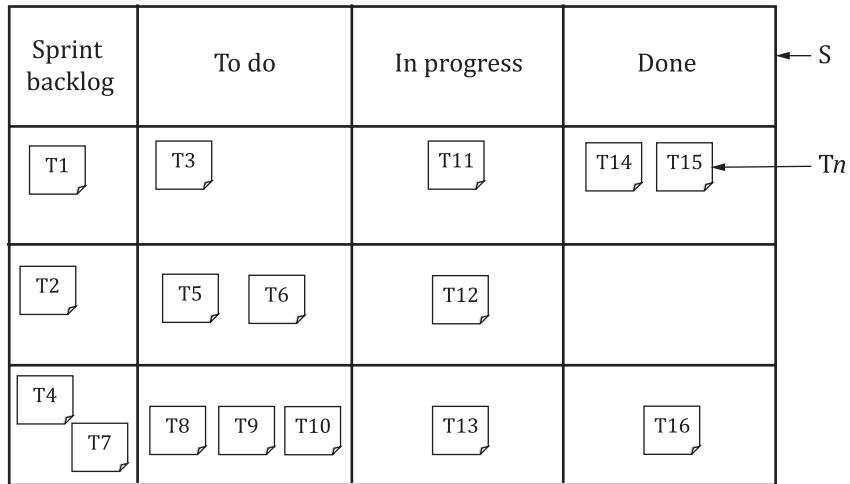 Sprint
backlog
To do
In progress
Done
S
T1
T3
T11
T14
T15
Tn
T2
T5
T6
T12
T4
T7
T8
T9
T10
T13
T16